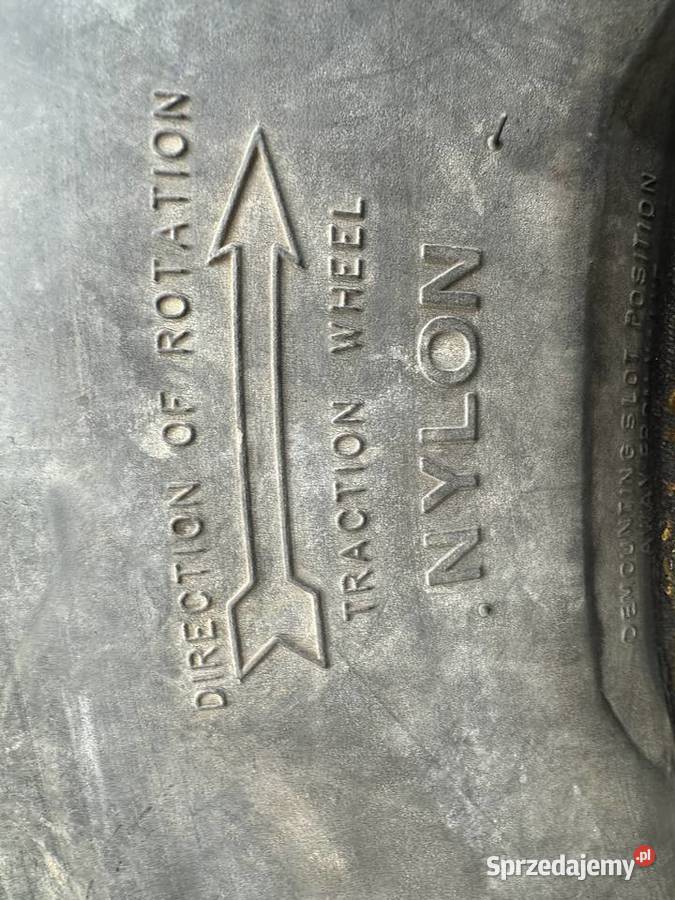 DIRECTION OF ROTATION
TRACTION WHEEL
NYLON
DEMOUNTING SLOT POSITION
Sprzedajemy.pl